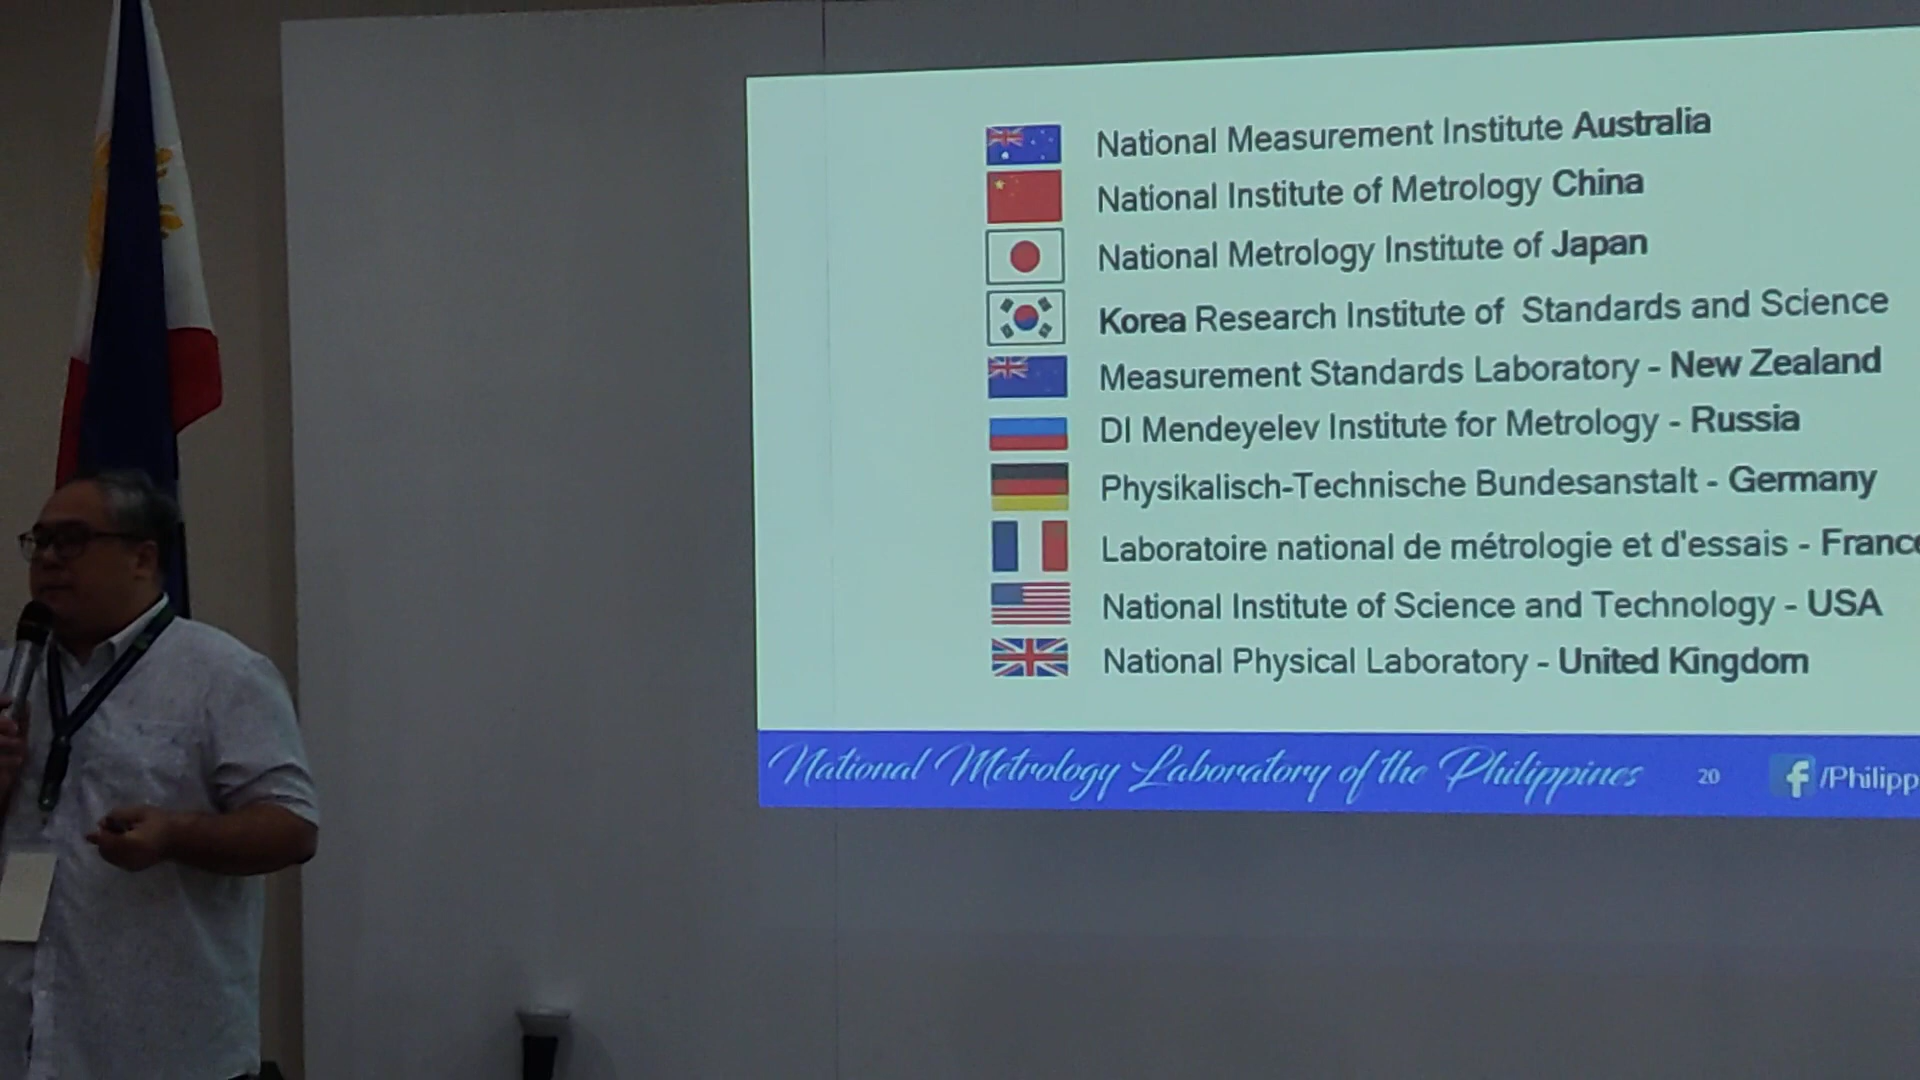 National Measurement Institute Australia
National Institute of Metrology China
National Metrology Institute of Japan
Korea Research Institute of Standards and Science
Measurement Standards Laboratory - New Zealand
DI Mendeyelev Institute for Metrology - Russia
Physikalisch-Technische Bundesanstalt - Germany
Laboratoire national de métrologie et d'essais - France
National Institute of Science and Technology - USA
National Physical Laboratory - United Kingdom
National Metrology Laboratory of the Philippines 20 f /Philipp